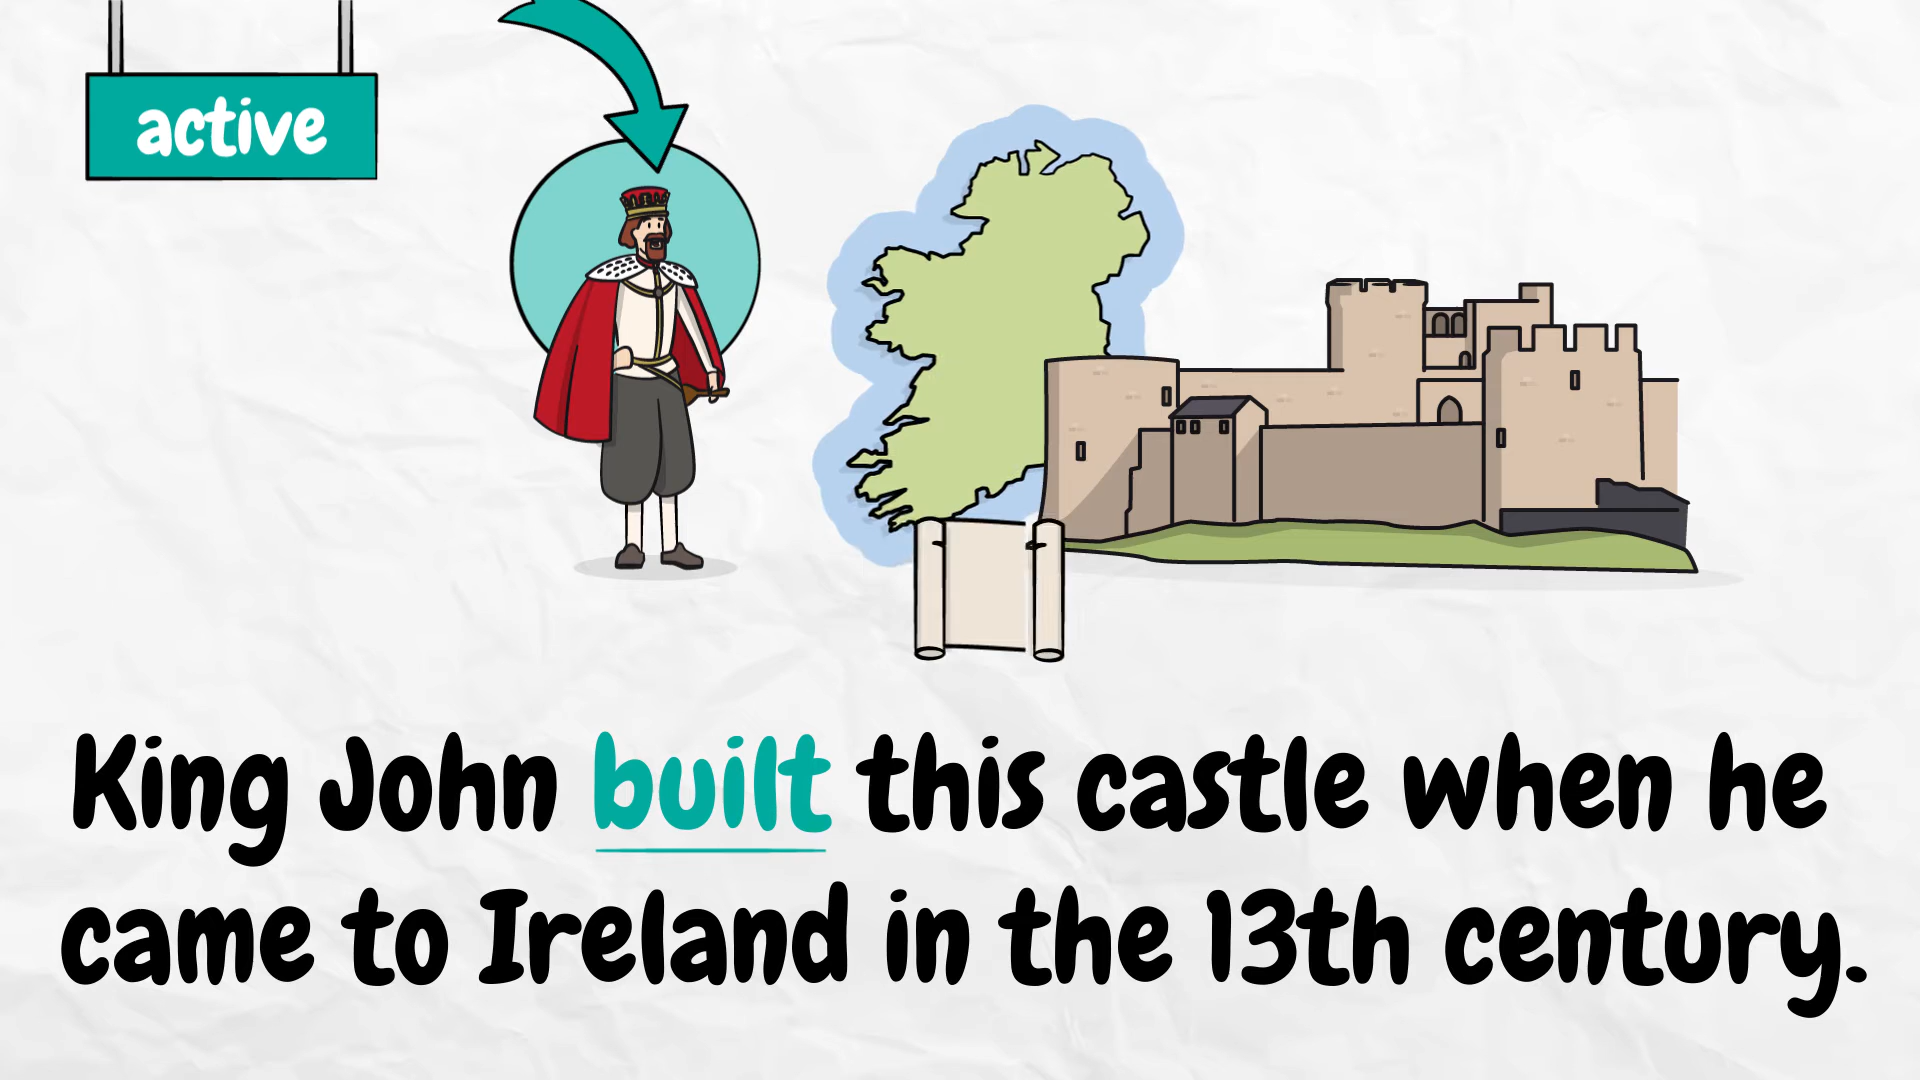 active
King John built this castle when he
came to Ireland in the 13th century.